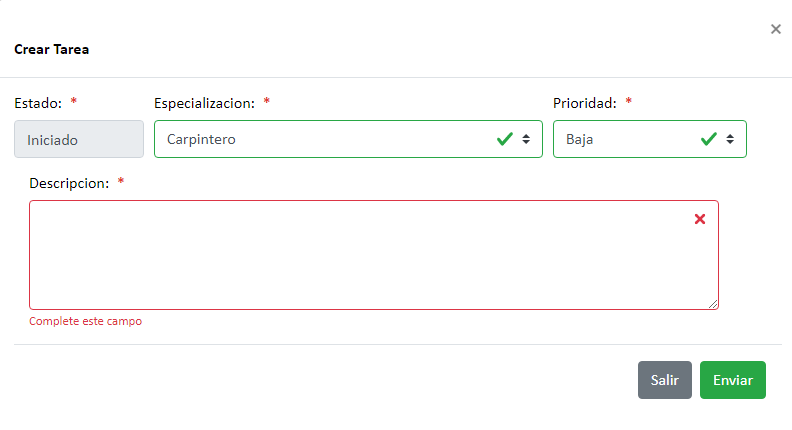 ×
Crear Tarea
Estado: * Especializacion: * Prioridad: *
Iniciado Carpintero Baja
Descripcion: *
Complete este campo
Salir Enviar